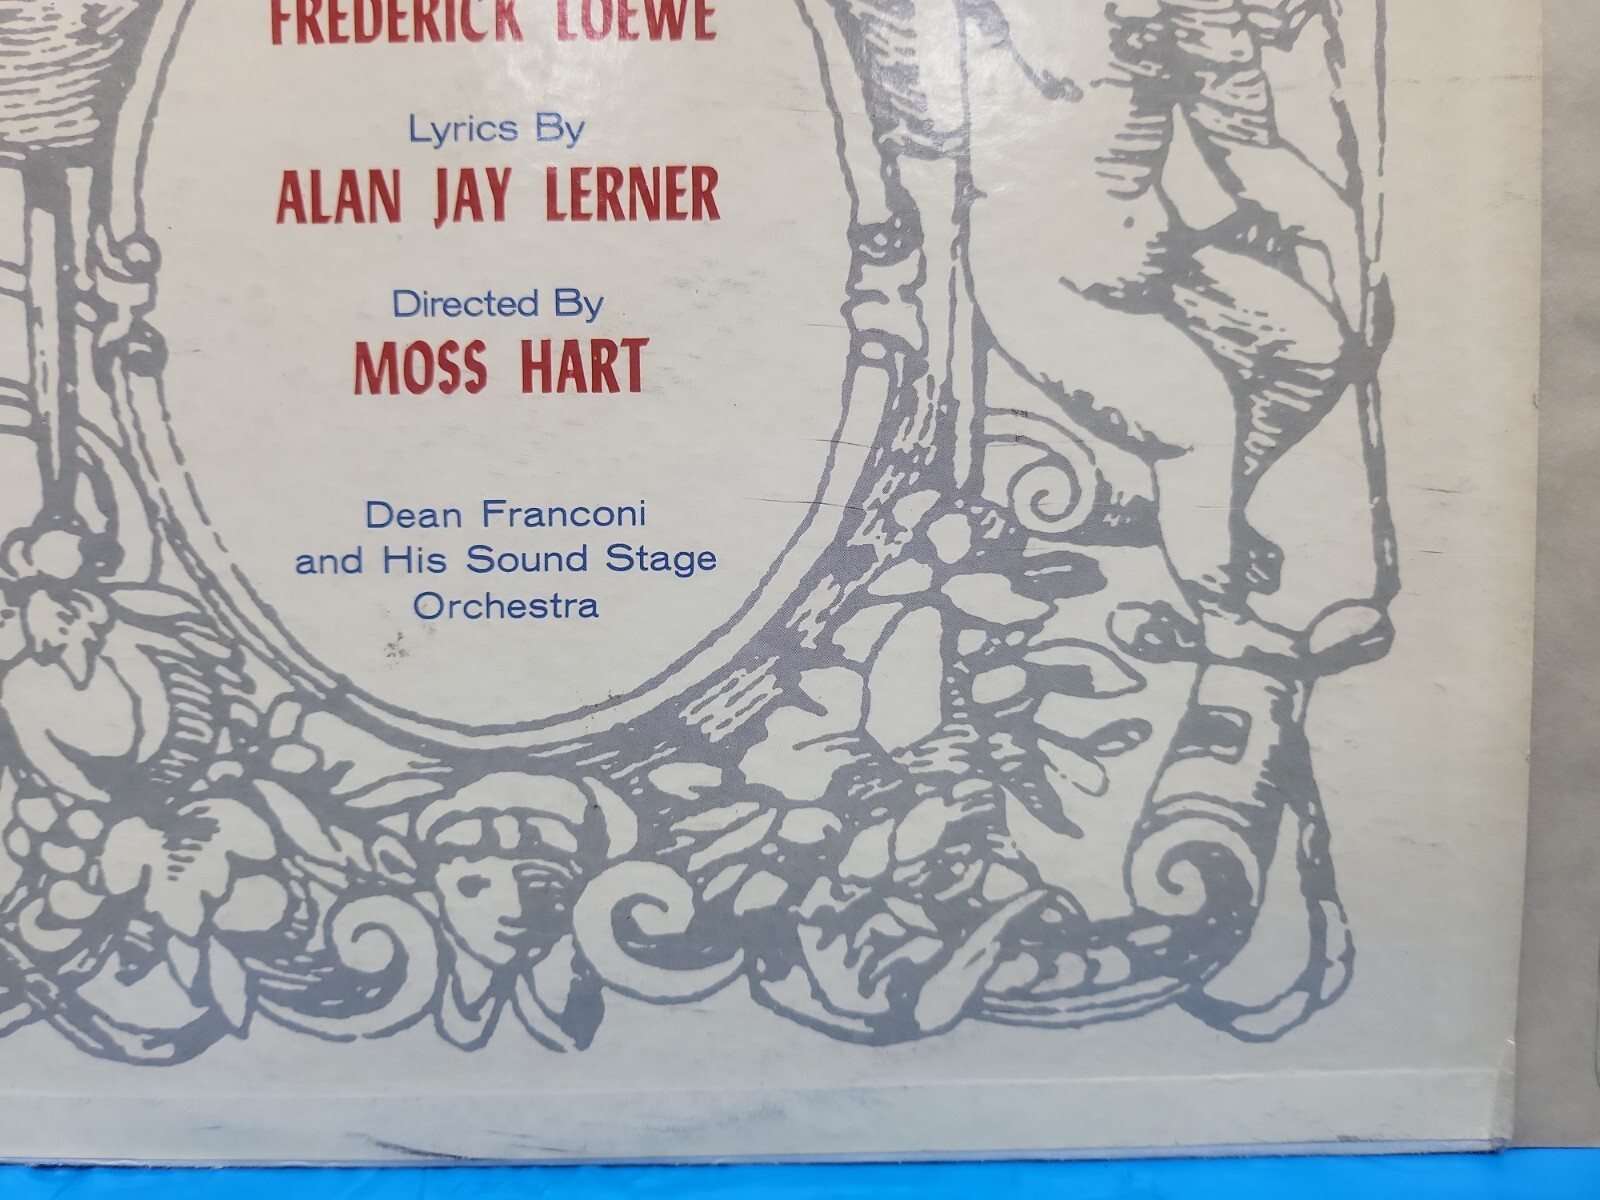 FREDERICK LOEWE
Lyrics By
ALAN JAY LERNER
Directed By
MOSS HART
Dean Franconi
and His Sound Stage
Orchestra